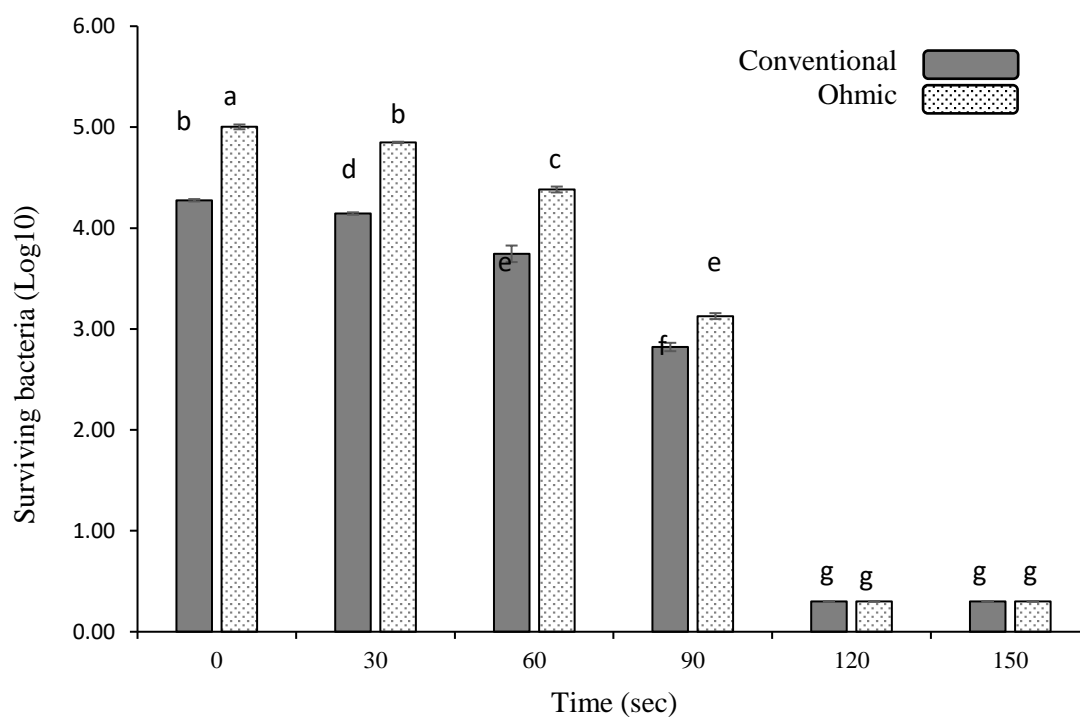 6.00
5.00
4.00
3.00
2.00
1.00
0.00
Surviving bacteria (Log10)
Conventional
Ohmic
b a
d b
e c
f e
g g
g g
0 30 60 90 120 150
Time (sec)